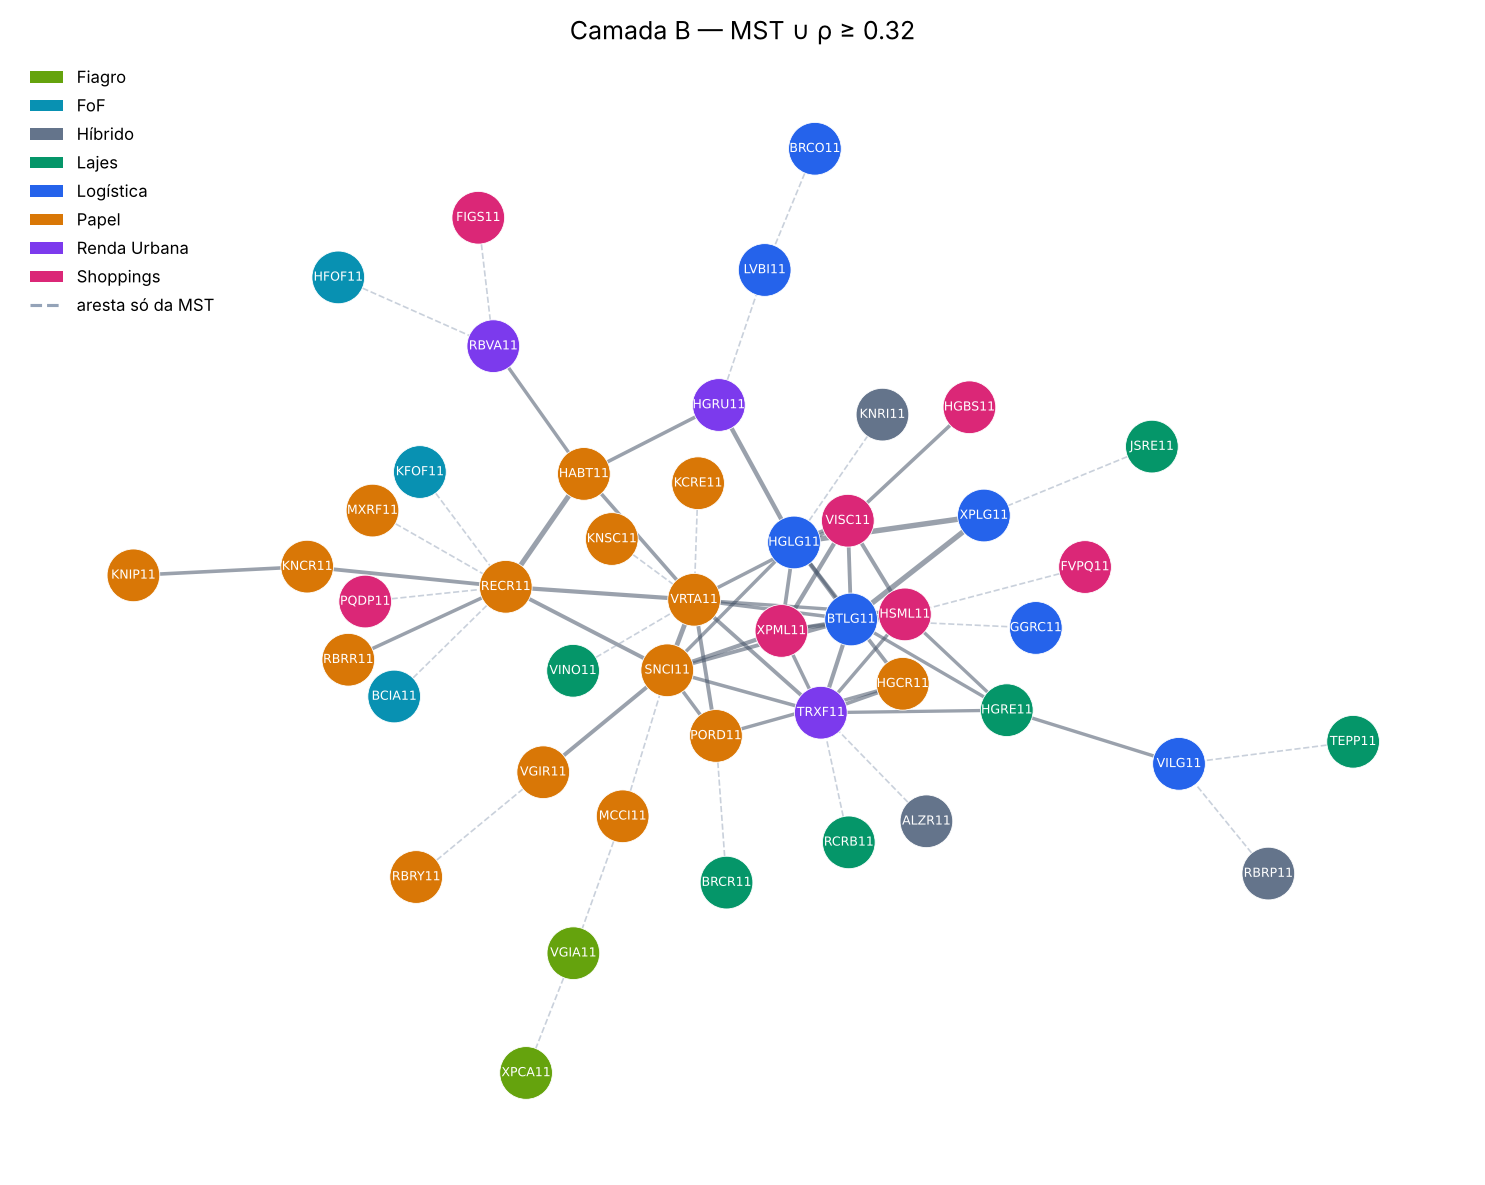 Camada B — MST ∪ ρ ≥ 0.32
Fiagro
FoF
Híbrido
Lajes
Logística
Papel
Renda Urbana
Shoppings
aresta só da MST
BRCO11
FIGS11
LVBI11
HFOF11
RBVA11
HGRU11
KNRI11
HGBS11
JSRE11
KFOF11
HABT11
KCRE11
MXRF11
VISC11
XPLG11
KNSC11
HGLG11
KNIP11
KNCR11
FVPQ11
RECR11
PQDP11
VRTA11
BTLG11
HSML11
GGRC11
XPML11
RBRR11
VINO11
SNCI11
HGCR11
BCIA11
TRXF11
HGRE11
PORD11
TEPP11
VGIR11
VILG11
MCCI11
ALZR11
RCRB11
RBRY11
BRCR11
RBRP11
VGIA11
XPCA11